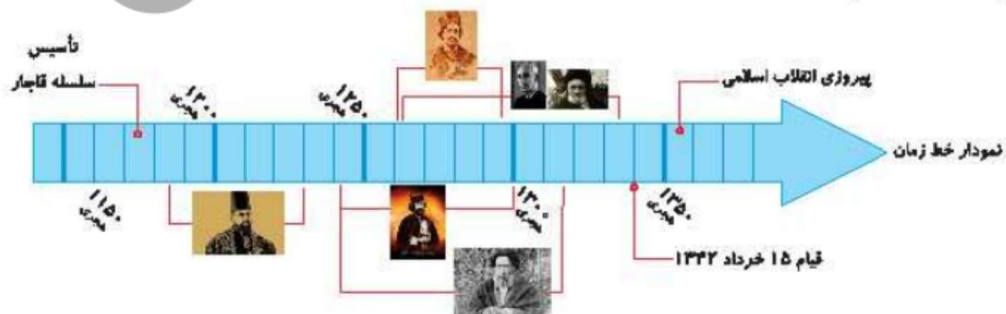 تأسیس
سلسله قاجار
۱۲۰۰
هجری
۱۲۵۰
هجری
پیروزی انقلاب اسلامی
نمودار خط زمان
۱۱۵۰
هجری
۱۳۰۰
هجری
۱۳۵۰
هجری
قیام ۱۵ خرداد ۱۳۴۲